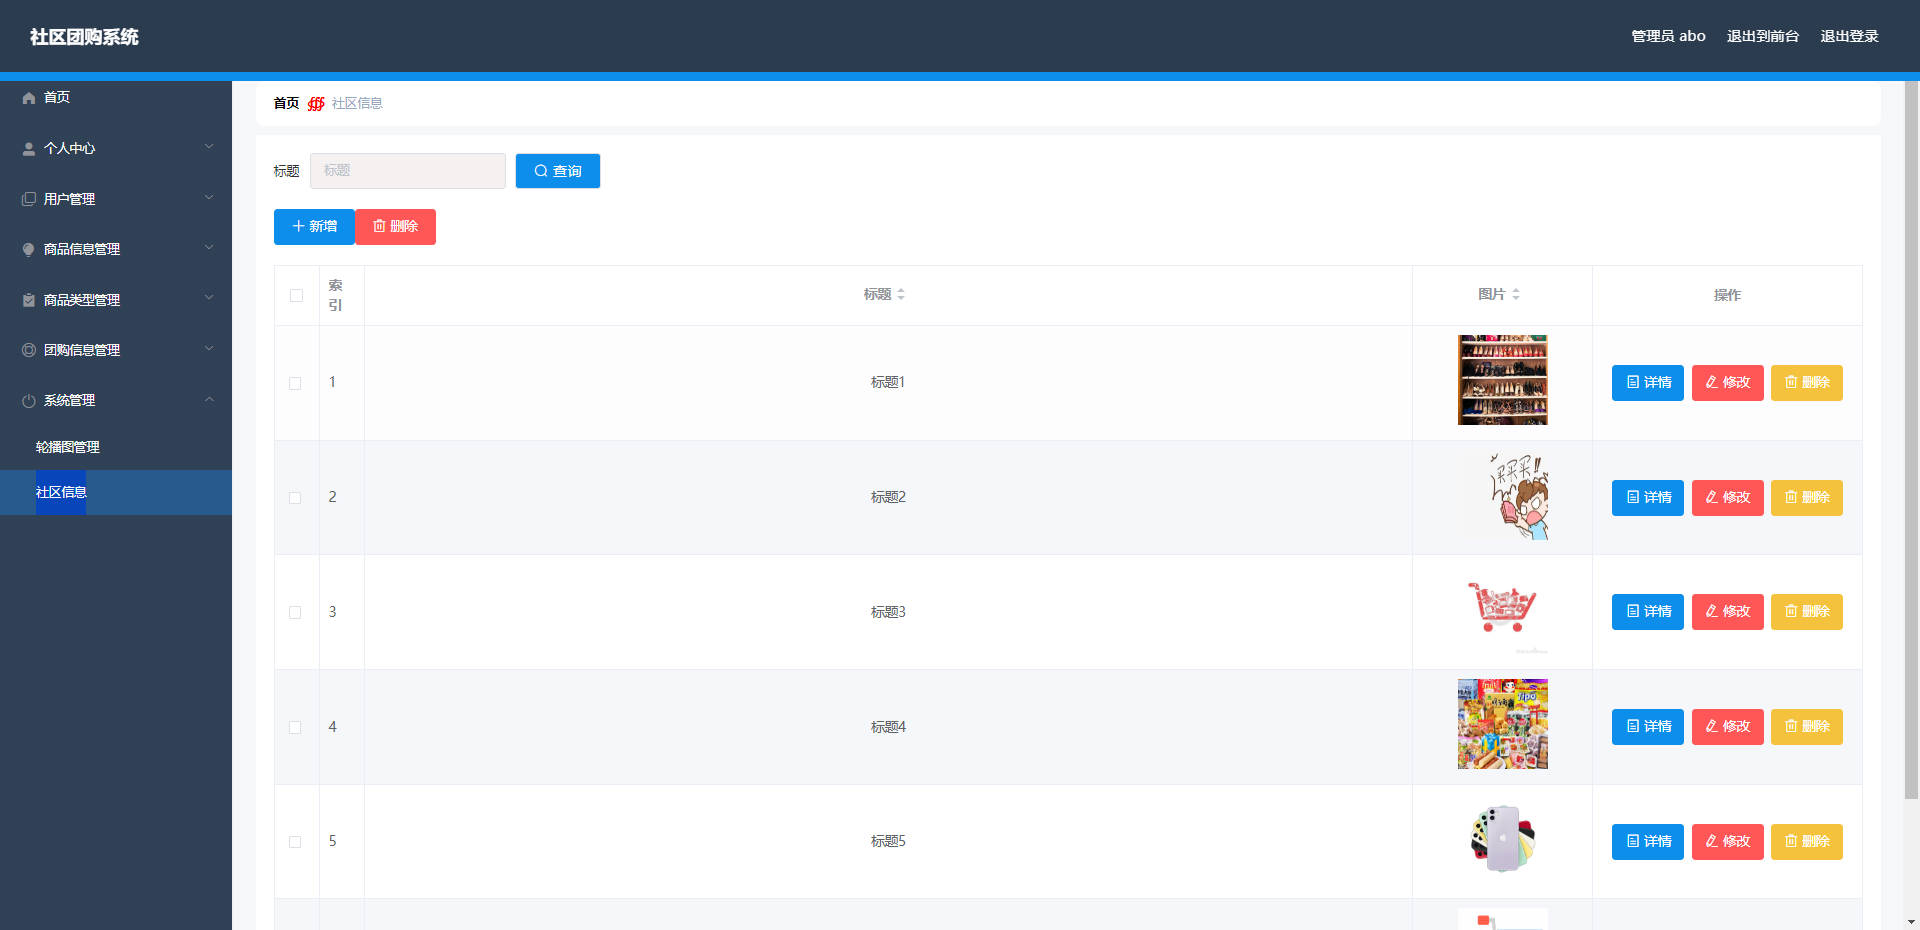 社区团购系统
管理员 abo 退出到前台 退出登录
首页
个人中心
用户管理
商品信息管理
商品类型管理
团购信息管理
系统管理
轮播图管理
社区信息
首页 社区信息
标题 标题 查询
新增 删除
索引 标题 图片 操作
1 标题1 详情 修改 删除
2 标题2 买买买!! 详情 修改 删除
3 标题3 详情 修改 删除
4 标题4 详情 修改 删除
5 标题5 详情 修改 删除